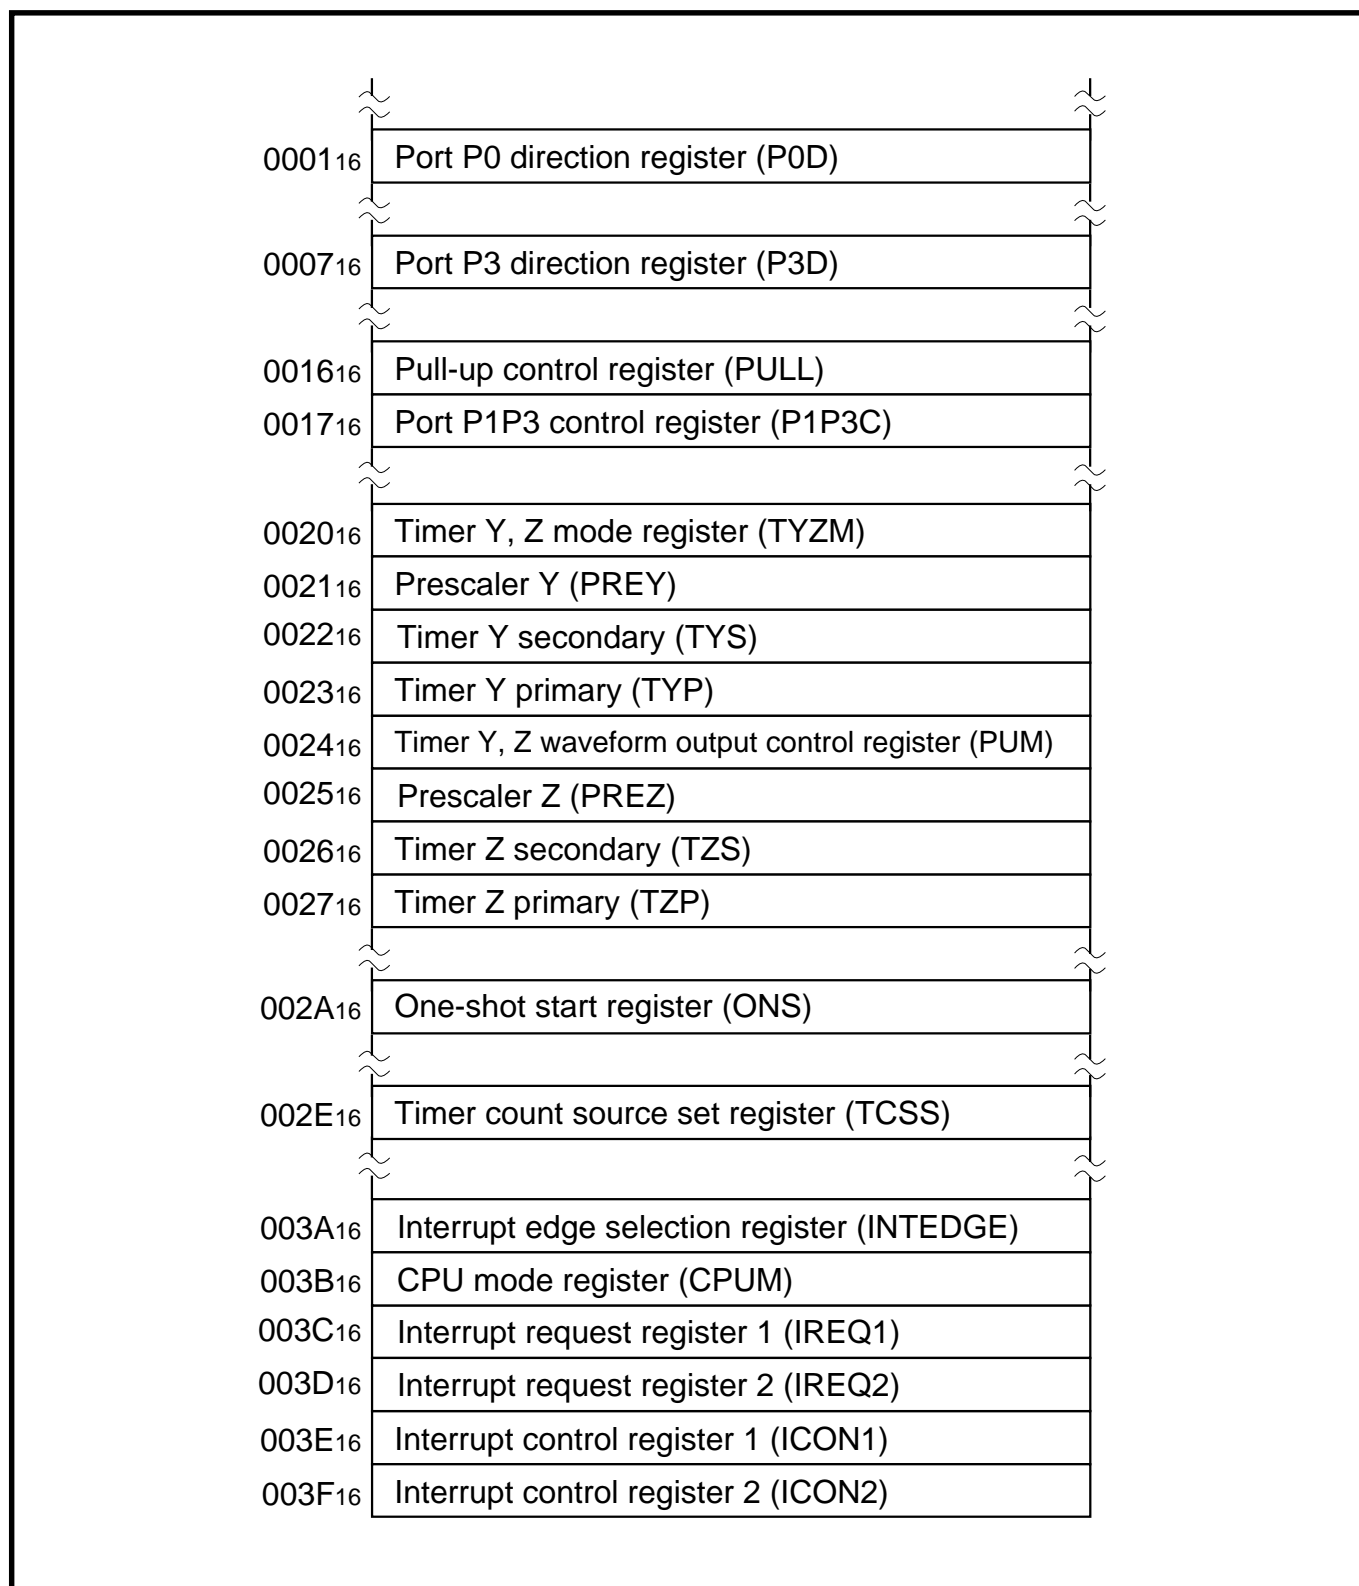 0001₁₆ Port P0 direction register (P0D)
0007₁₆ Port P3 direction register (P3D)
0016₁₆ Pull-up control register (PULL)
0017₁₆ Port P1P3 control register (P1P3C)
0020₁₆ Timer Y, Z mode register (TYZM)
0021₁₆ Prescaler Y (PREY)
0022₁₆ Timer Y secondary (TYS)
0023₁₆ Timer Y primary (TYP)
0024₁₆ Timer Y, Z waveform output control register (PUM)
0025₁₆ Prescaler Z (PREZ)
0026₁₆ Timer Z secondary (TZS)
0027₁₆ Timer Z primary (TZP)
002A₁₆ One-shot start register (ONS)
002E₁₆ Timer count source set register (TCSS)
003A₁₆ Interrupt edge selection register (INTEDGE)
003B₁₆ CPU mode register (CPUM)
003C₁₆ Interrupt request register 1 (IREQ1)
003D₁₆ Interrupt request register 2 (IREQ2)
003E₁₆ Interrupt control register 1 (ICON1)
003F₁₆ Interrupt control register 2 (ICON2)